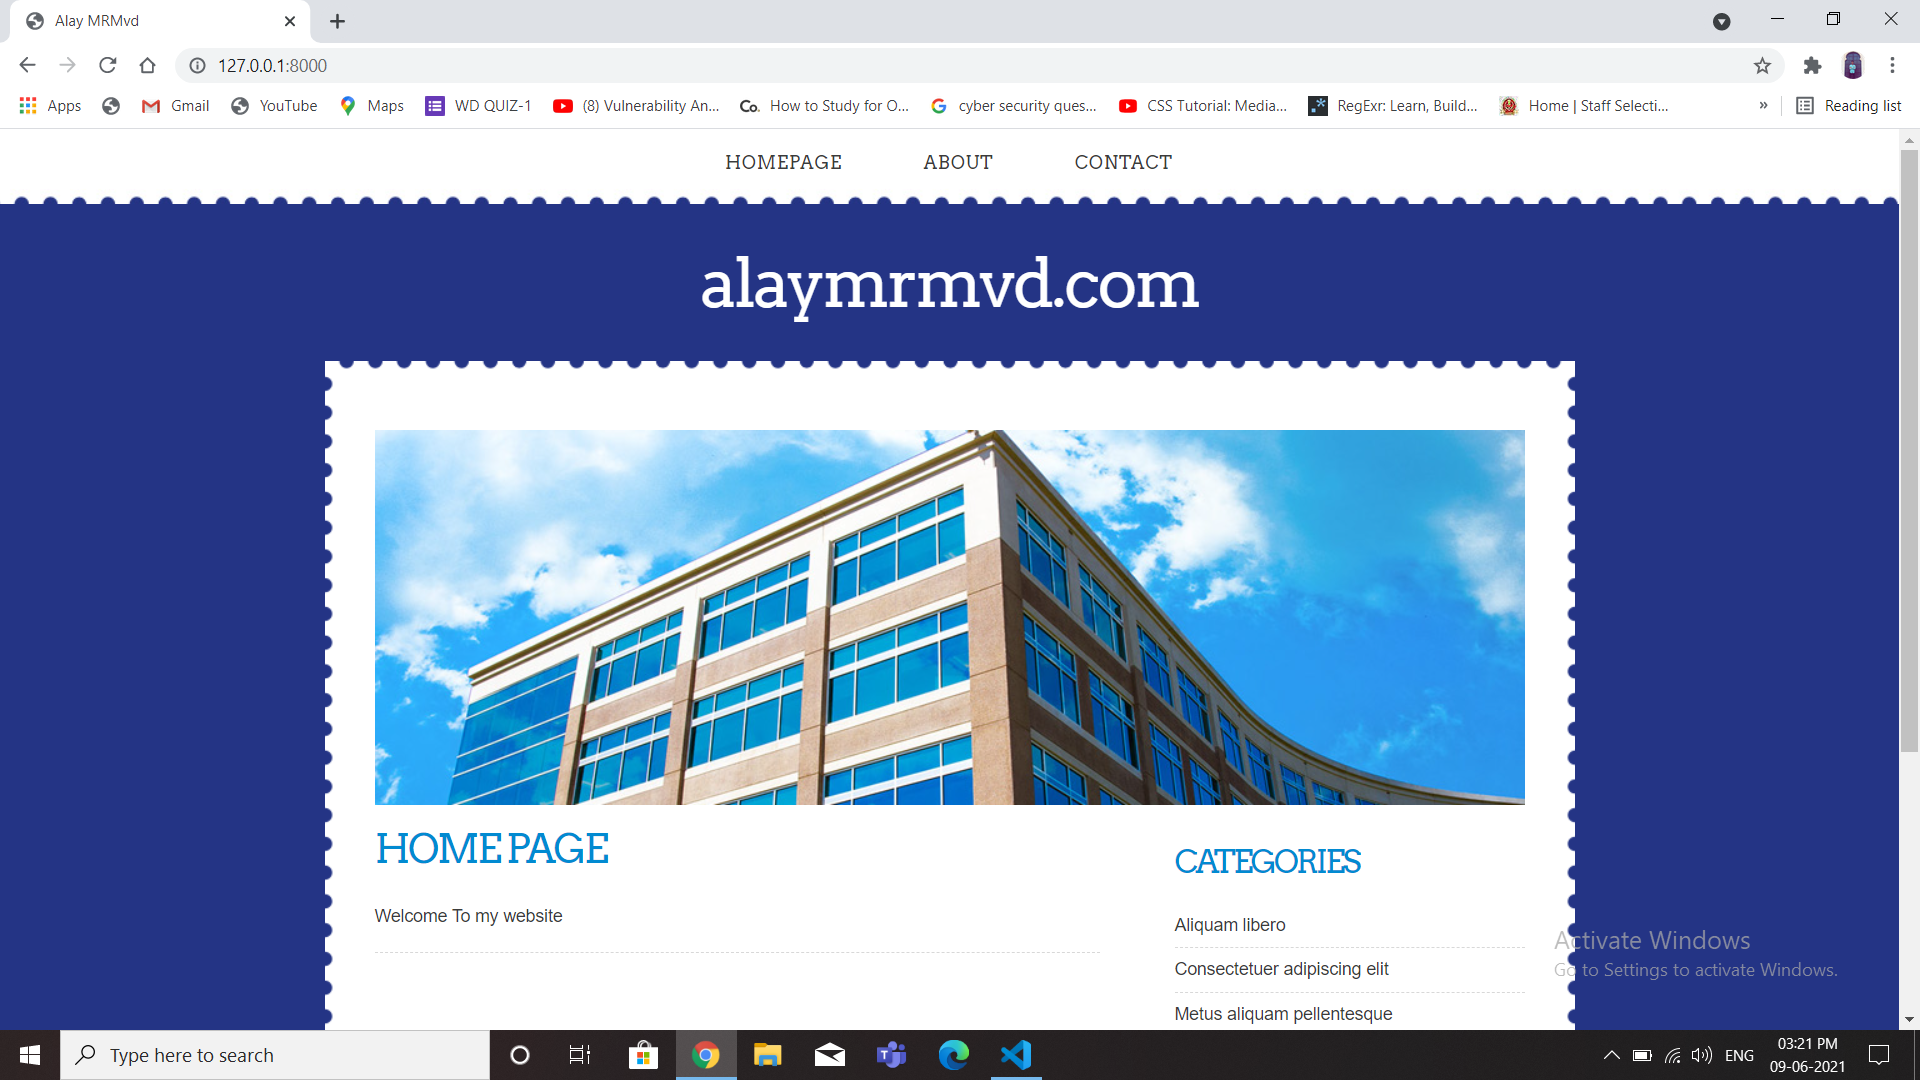 Alay MRMvd
127.0.0.1:8000
Apps Gmail YouTube Maps WD QUIZ-1 (8) Vulnerability An... Co. How to Study for O... cyber security ques... CSS Tutorial: Media... RegExr: Learn, Build... Home | Staff Selecti... » Reading list
HOMEPAGE ABOUT CONTACT
alaymrmvd.com
HOME PAGE
Welcome To my website
CATEGORIES
Aliquam libero
Consectetuer adipiscing elit
Metus aliquam pellentesque
Activate Windows
Go to Settings to activate Windows.
Type here to search
ENG
03:21 PM
09-06-2021